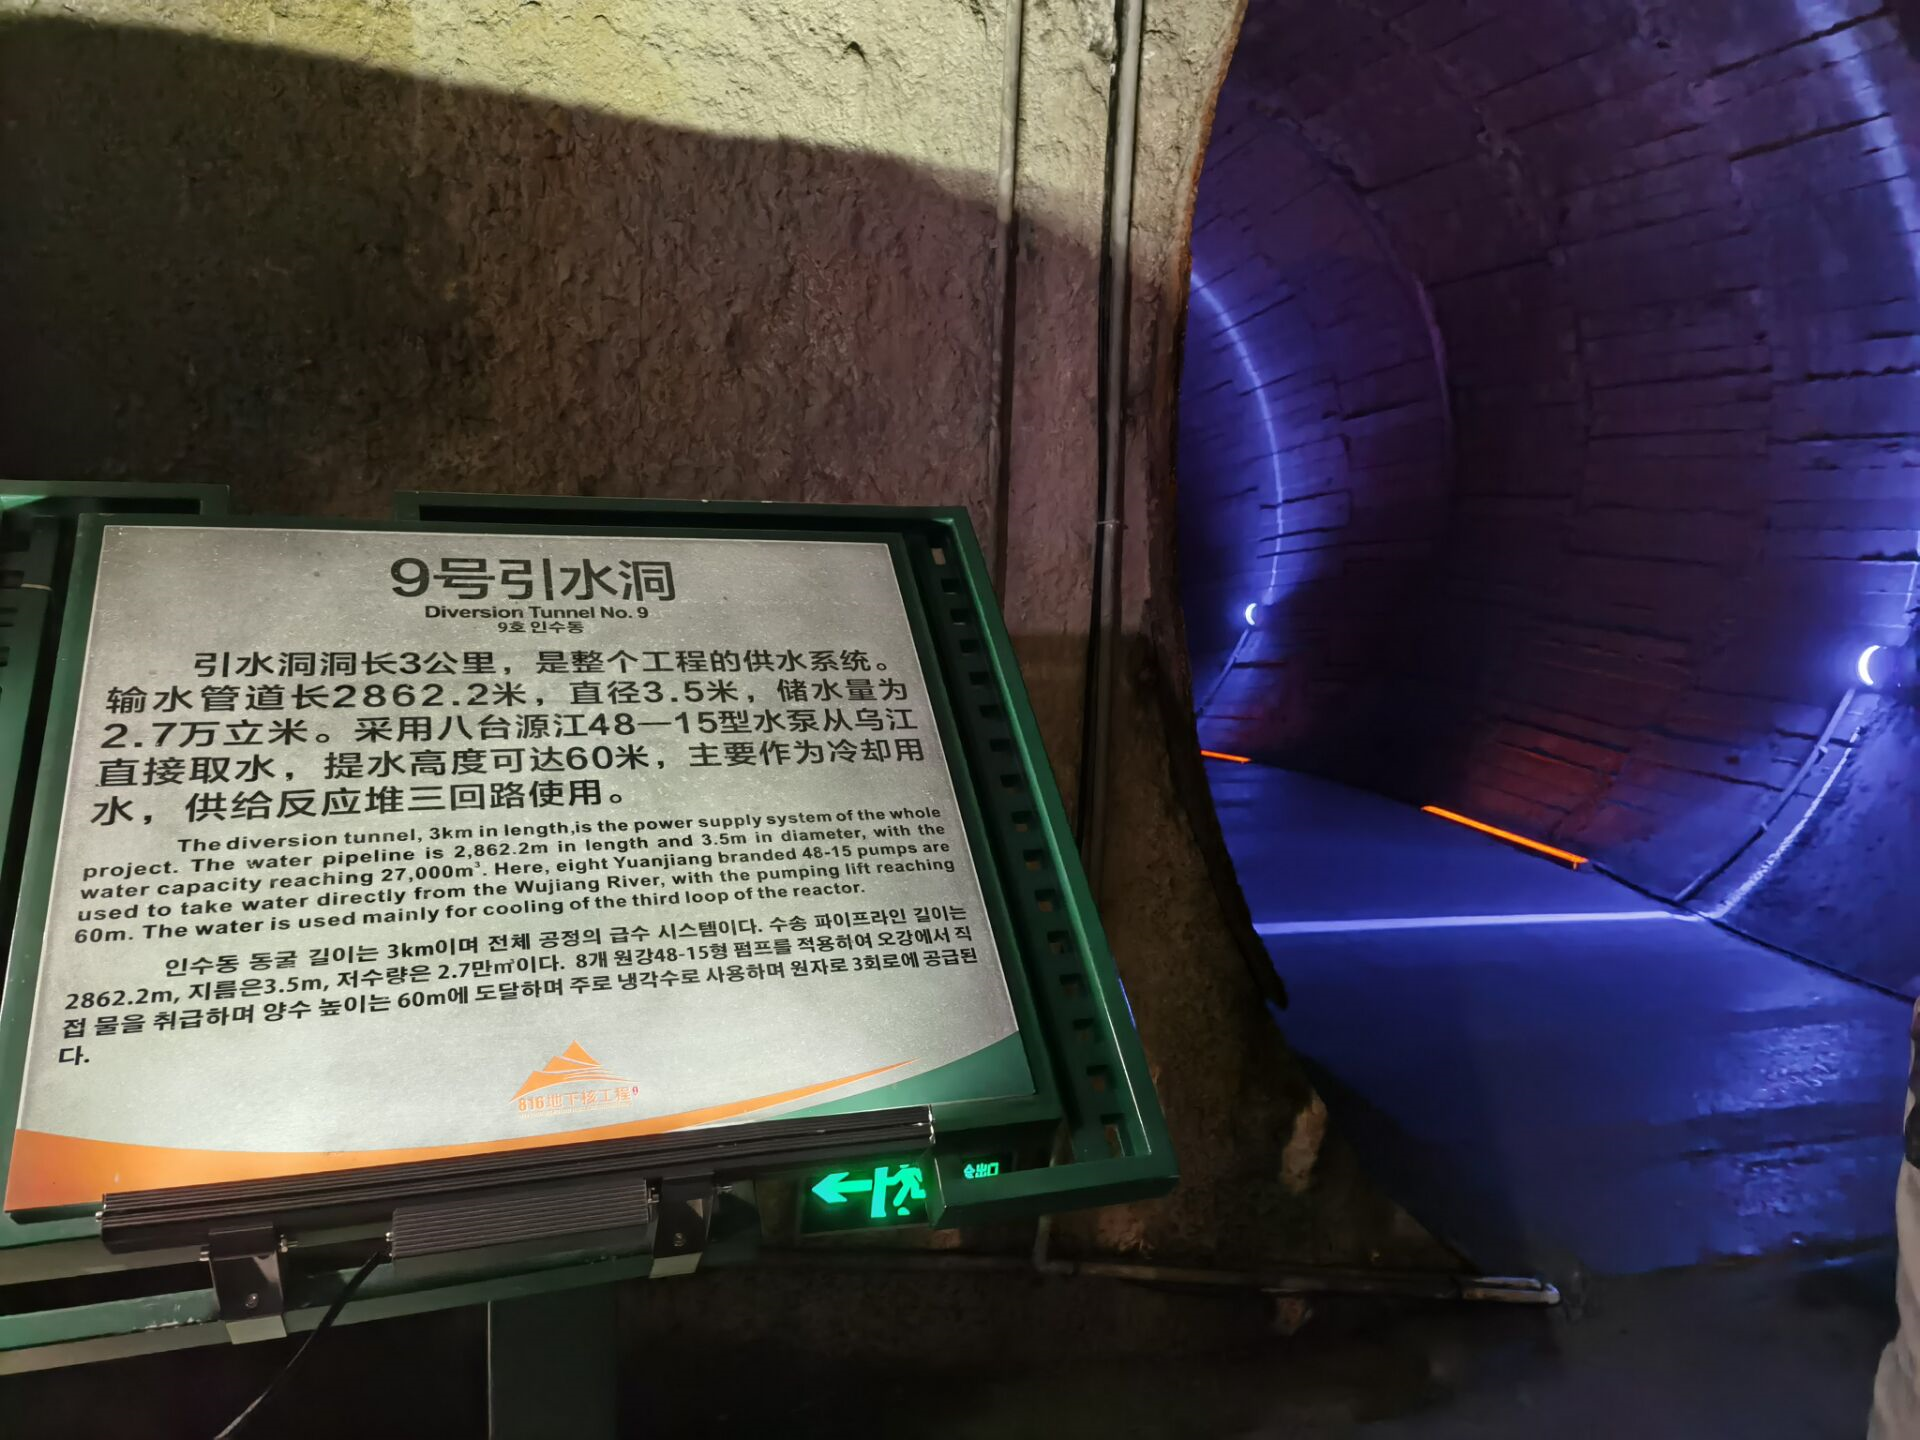 9号引水洞
Diversion Tunnel No. 9
9호 인수동
引水洞洞长3公里，是整个工程的供水系统。
输水管道长2862.2米，直径3.5米，储水量为
2.7万立米。采用八台源江48—15型水泵从乌江
直接取水，提水高度可达60米，主要作为冷却用
水，供给反应堆三回路使用。
The diversion tunnel, 3km in length,is the power supply system of the whole
project. The water pipeline is 2,862.2m in length and 3.5m in diameter, with the
water capacity reaching 27,000m³. Here, eight Yuanjiang branded 48-15 pumps are
used to take water directly from the Wujiang River, with the pumping lift reaching
60m. The water is used mainly for cooling of the third loop of the reactor.
인수동 동굴 길이는 3km이며 전체 공정의 급수 시스템이다. 수송 파이프라인 길이는
2862.2m, 지름은3.5m, 저수량은 2.7만㎥이다. 8개 원강48-15형 펌프를 적용하여 오강에서 직
접 물을 취급하며 양수 높이는 60m에 도달하며 주로 냉각수로 사용하며 원자로 3회로에 공급된
다.
816地下核工程
出口